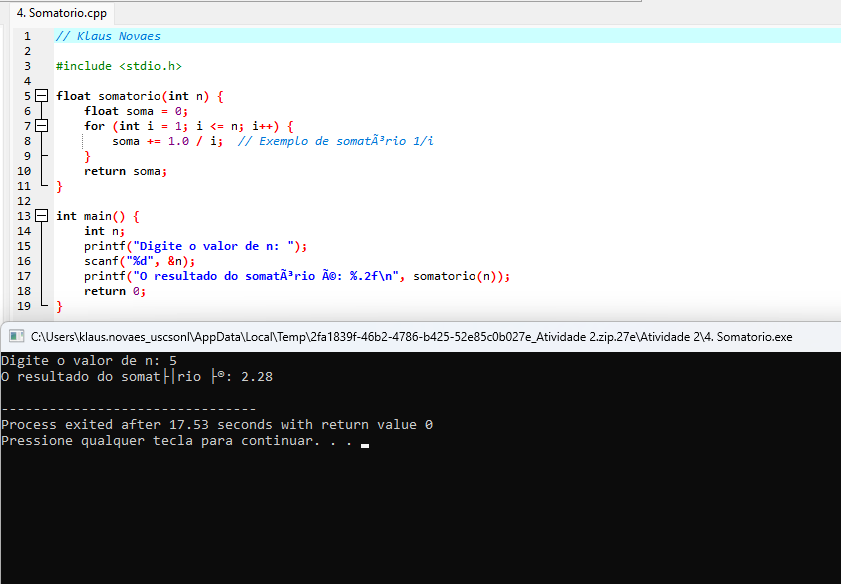 4. Somatorio.cpp
1 // Klaus Novaes
2
3 #include <stdio.h>
4
5 float somatorio(int n) {
6 float soma = 0;
7 for (int i = 1; i <= n; i++) {
8 soma += 1.0 / i; // Exemplo de somatÃ³rio 1/i
9 }
10 return soma;
11 }
12
13 int main() {
14 int n;
15 printf("Digite o valor de n: ");
16 scanf("%d", &n);
17 printf("O resultado do somatÃ³rio Ã©: %.2f\n", somatorio(n));
18 return 0;
19 }
C:\Users\klaus.novaes_uscsonl\AppData\Local\Temp\2fa1839f-46b2-4786-b425-52e85c0b027e_Atividade 2.zip.27e\Atividade 2\4. Somatorio.exe
Digite o valor de n: 5
O resultado do somat├│rio ├®: 2.28
--------------------------------
Process exited after 17.53 seconds with return value 0
Pressione qualquer tecla para continuar. . .